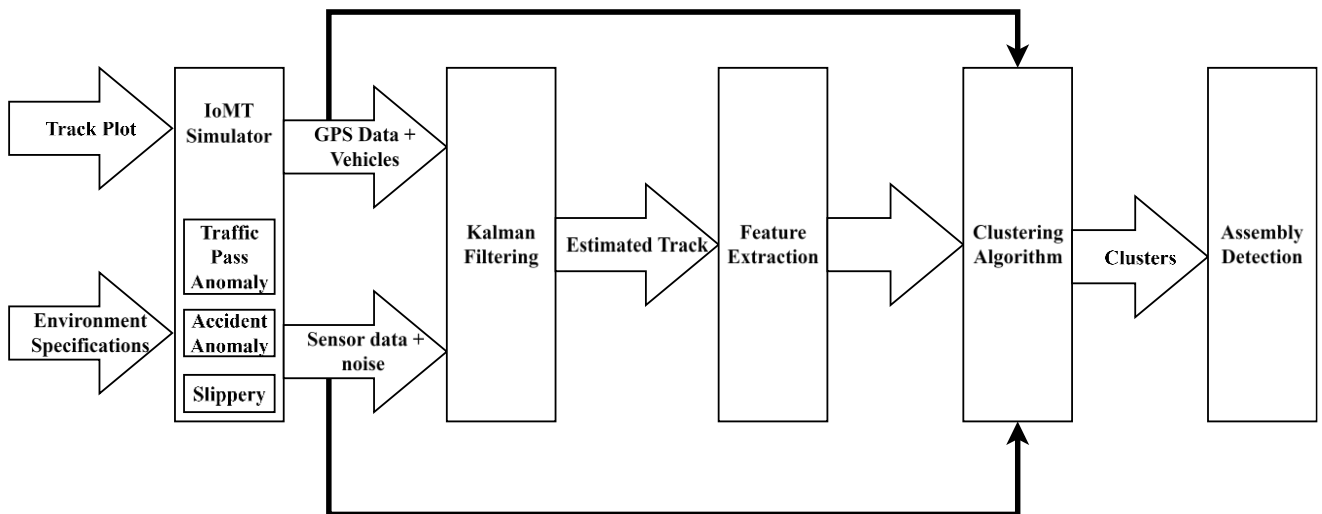 Track Plot
Environment
Specifications
IoMT
Simulator
Traffic
Pass
Anomaly
Accident
Anomaly
Slippery
GPS Data +
Vehicles
Sensor data +
noise
Kalman
Filtering
Estimated Track
Feature
Extraction
Clustering
Algorithm
Clusters
Assembly
Detection